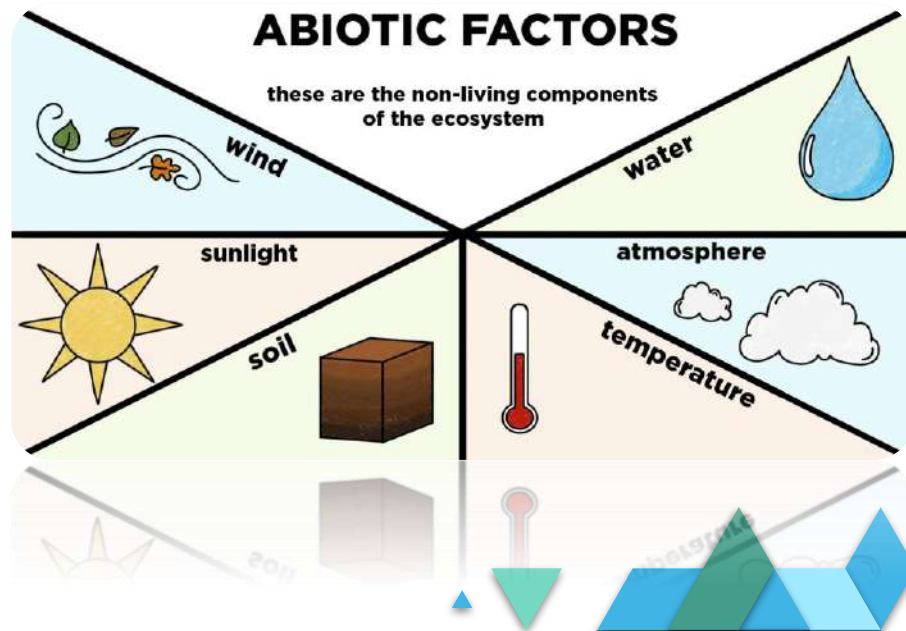 ABIOTIC FACTORS
these are the non-living components
of the ecosystem
wind
water
sunlight
atmosphere
soil
temperature